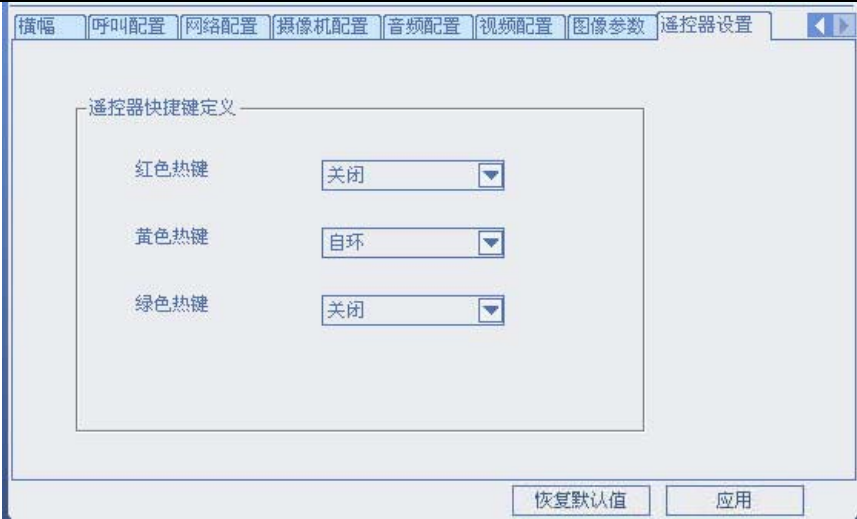 横幅 呼叫配置 网络配置 摄像机配置 音频配置 视频配置 图像参数 遥控器设置
遥控器快捷键定义
红色热键 关闭
黄色热键 自环
绿色热键 关闭
恢复默认值 应用